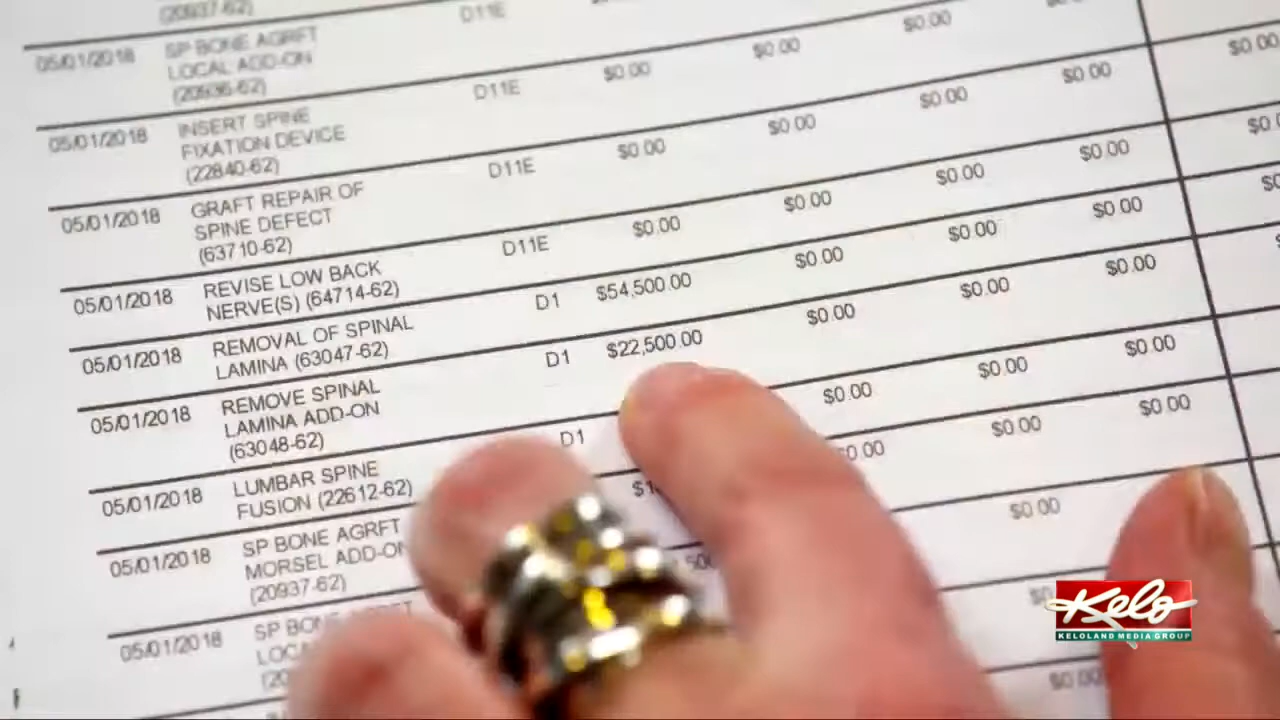 (20937-62)
05/01/2018 SP BONE AGRFT D11E
LOCAL ADD-ON
(20936-62)
05/01/2018 INSERT SPINE D11E $0.00 $0.00 $0.00
FIXATION DEVICE
(22840-62)
05/01/2018 GRAFT REPAIR OF D11E $0.00 $0.00 $0.00 $0.00 $0.00
SPINE DEFECT
(63710-62)
05/01/2018 REVISE LOW BACK D11E $0.00 $0.00 $0.00 $0.00
NERVE(S) (64714-62)
05/01/2018 REMOVAL OF SPINAL D1 $54,500.00 $0.00 $0.00 $0.00
LAMINA (63047-62)
05/01/2018 REMOVE SPINAL D1 $22,500.00 $0.00 $0.00 $0.00
LAMINA ADD-ON
(63048-62)
05/01/2018 LUMBAR SPINE D1 $0.00 $0.00 $0.00
FUSION (22612-62)
05/01/2018 SP BONE AGRFT $0.00 $0.00
MORSEL ADD-ON
(20937-62)
05/01/2018 SP BONE $0.00
Kelo
KELOLAND MEDIA GROUP